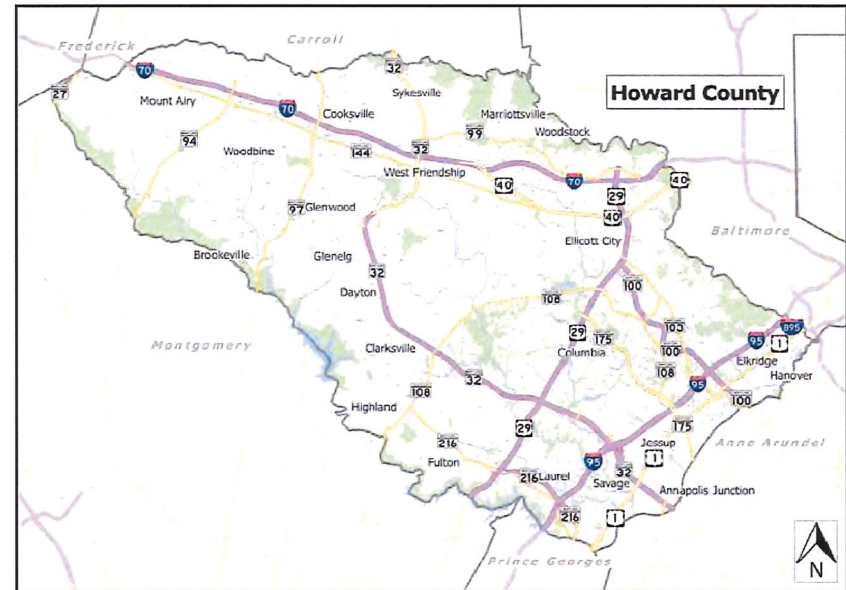 Frederick
Carroll
32
70
27
Mount Airy
Sykesville
Howard County
70
Cooksville
Marriottsville
94
99
Woodstock
Woodbine
144
32
West Friendship
40
70
40
29
97
Glenwood
40
Ellicott City
Baltimore
Brookeville
Glenelg
32
100
Dayton
108
895
Montgomery
29
175
100
95
1
Clarksville
Columbia
100
Elkridge
108
Hanover
32
95
108
100
Highland
175
29
216
Jessup
Anne Arundel
1
Fulton
95
216
Laurel
Savage
32
Annapolis Junction
216
1
N
Prince Georges